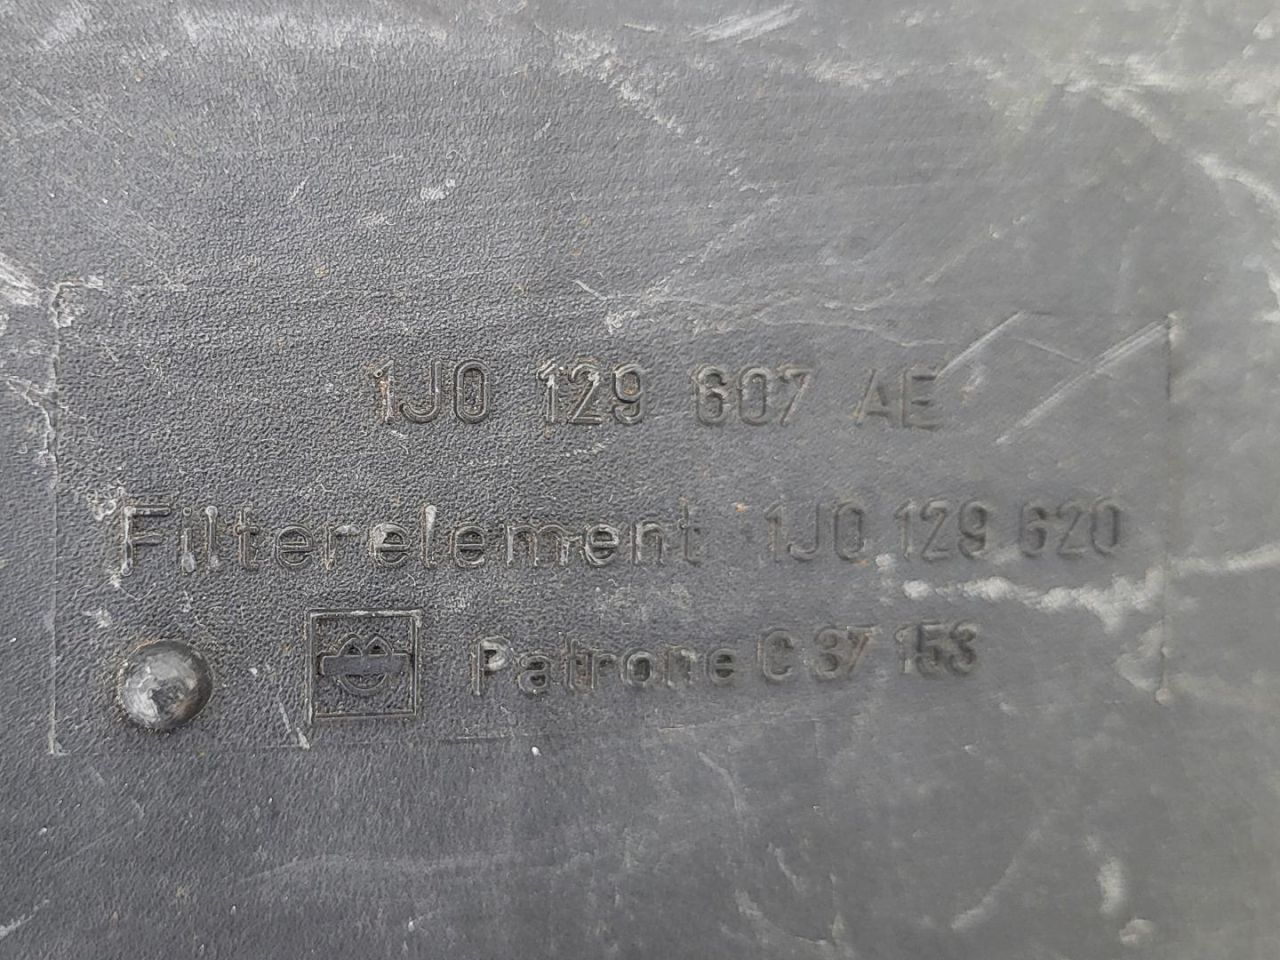 1J0 129 607 AE
Filterelement 1J0 129 620
Patrone C 37 153